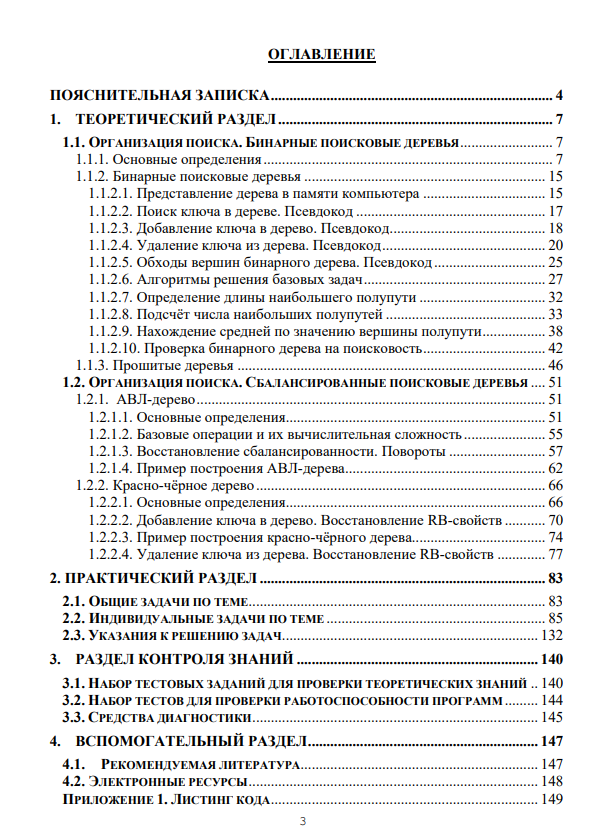 ОГЛАВЛЕНИЕ
ПОЯСНИТЕЛЬНАЯ ЗАПИСКА........................................................................... 4
1. ТЕОРЕТИЧЕСКИЙ РАЗДЕЛ ........................................................................ 7
1.1. ОРГАНИЗАЦИЯ ПОИСКА. БИНАРНЫЕ ПОИСКОВЫЕ ДЕРЕВЬЯ......................... 7
1.1.1. Основные определения ........................................................................... 7
1.1.2. Бинарные поисковые деревья ................................................................. 15
1.1.2.1. Представление дерева в памяти компьютера ................................. 15
1.1.2.2. Поиск ключа в дереве. Псевдокод ................................................... 17
1.1.2.3. Добавление ключа в дерево. Псевдокод.......................................... 18
1.1.2.4. Удаление ключа из дерева. Псевдокод............................................ 20
1.1.2.5. Обходы вершин бинарного дерева. Псевдокод .............................. 25
1.1.2.6. Алгоритмы решения базовых задач................................................. 27
1.1.2.7. Определение длины наибольшего полупути .................................. 32
1.1.2.8. Подсчёт числа наибольших полупутей ........................................... 33
1.1.2.9. Нахождение средней по значению вершины полупути................. 38
1.1.2.10. Проверка бинарного дерева на поисковость................................. 42
1.1.3. Прошитые деревья ................................................................................... 46
1.2. ОРГАНИЗАЦИЯ ПОИСКА. СБАЛАНСИРОВАННЫЕ ПОИСКОВЫЕ ДЕРЕВЬЯ .... 51
1.2.1. АВЛ-дерево.............................................................................................. 51
1.2.1.1. Основные определения..................................................................... 51
1.2.1.2. Базовые операции и их вычислительная сложность ...................... 55
1.2.1.3. Восстановление сбалансированности. Повороты .......................... 57
1.2.1.4. Пример построения АВЛ-дерева..................................................... 62
1.2.2. Красно-чёрное дерево ............................................................................. 66
1.2.2.1. Основные определения..................................................................... 66
1.2.2.2. Добавление ключа в дерево. Восстановление RB-свойств ........... 70
1.2.2.3. Пример построения красно-чёрного дерева.................................... 74
1.2.2.4. Удаление ключа из дерева. Восстановление RB-свойств ............. 77
2. ПРАКТИЧЕСКИЙ РАЗДЕЛ ............................................................................ 83
2.1. ОБЩИЕ ЗАДАЧИ ПО ТЕМЕ................................................................................ 83
2.2. ИНДИВИДУАЛЬНЫЕ ЗАДАЧИ ПО ТЕМЕ ........................................................... 85
2.3. УКАЗАНИЯ К РЕШЕНИЮ ЗАДАЧ..................................................................... 132
3. РАЗДЕЛ КОНТРОЛЯ ЗНАНИЙ ................................................................ 140
3.1. НАБОР ТЕСТОВЫХ ЗАДАНИЙ ДЛЯ ПРОВЕРКИ ТЕОРЕТИЧЕСКИХ ЗНАНИЙ .. 140
3.2. НАБОР ТЕСТОВ ДЛЯ ПРОВЕРКИ РАБОТОСПОСОБНОСТИ ПРОГРАММ ......... 144
3.3. СРЕДСТВА ДИАГНОСТИКИ............................................................................. 145
4. ВСПОМОГАТЕЛЬНЫЙ РАЗДЕЛ.............................................................. 147
4.1. РЕКОМЕНДУЕМАЯ ЛИТЕРАТУРА................................................................ 147
4.2. ЭЛЕКТРОННЫЕ РЕСУРСЫ.............................................................................. 148
ПРИЛОЖЕНИЕ 1. ЛИСТИНГ КОДА........................................................................ 149
3